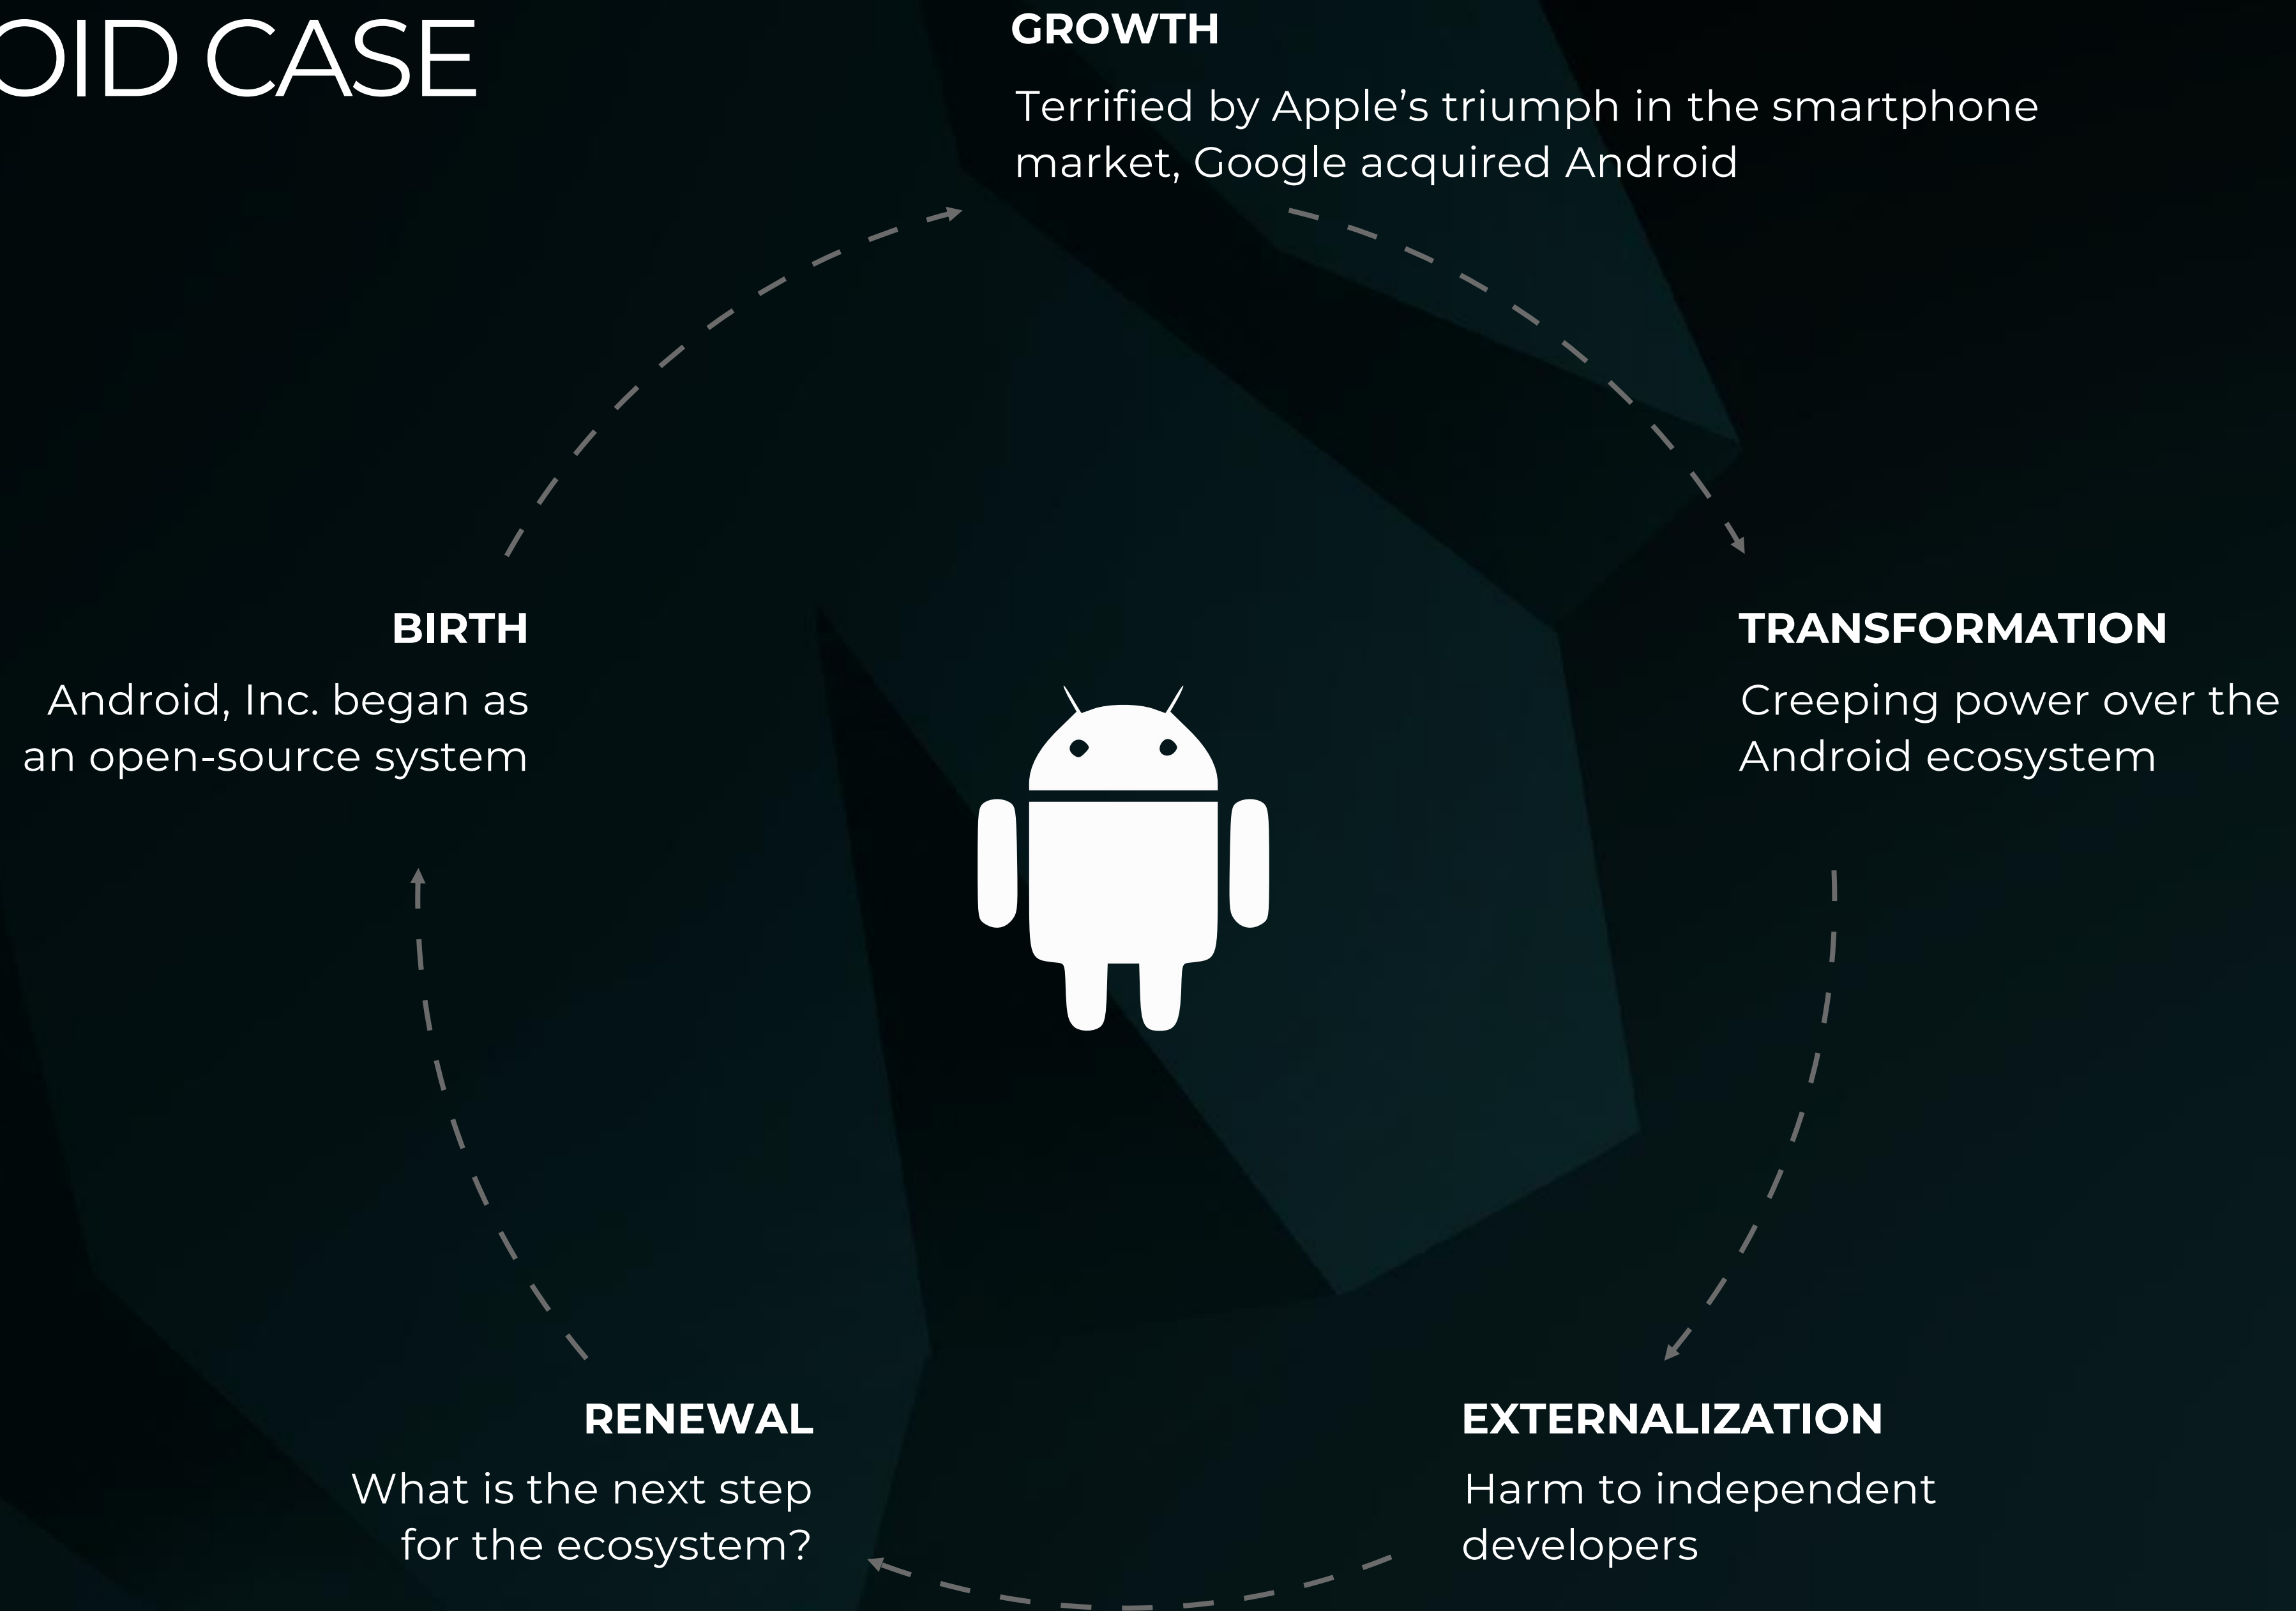 OID CASE
GROWTH
Terrified by Apple’s triumph in the smartphone
market, Google acquired Android
BIRTH
Android, Inc. began as
an open-source system
TRANSFORMATION
Creeping power over the
Android ecosystem
RENEWAL
What is the next step
for the ecosystem?
EXTERNALIZATION
Harm to independent
developers